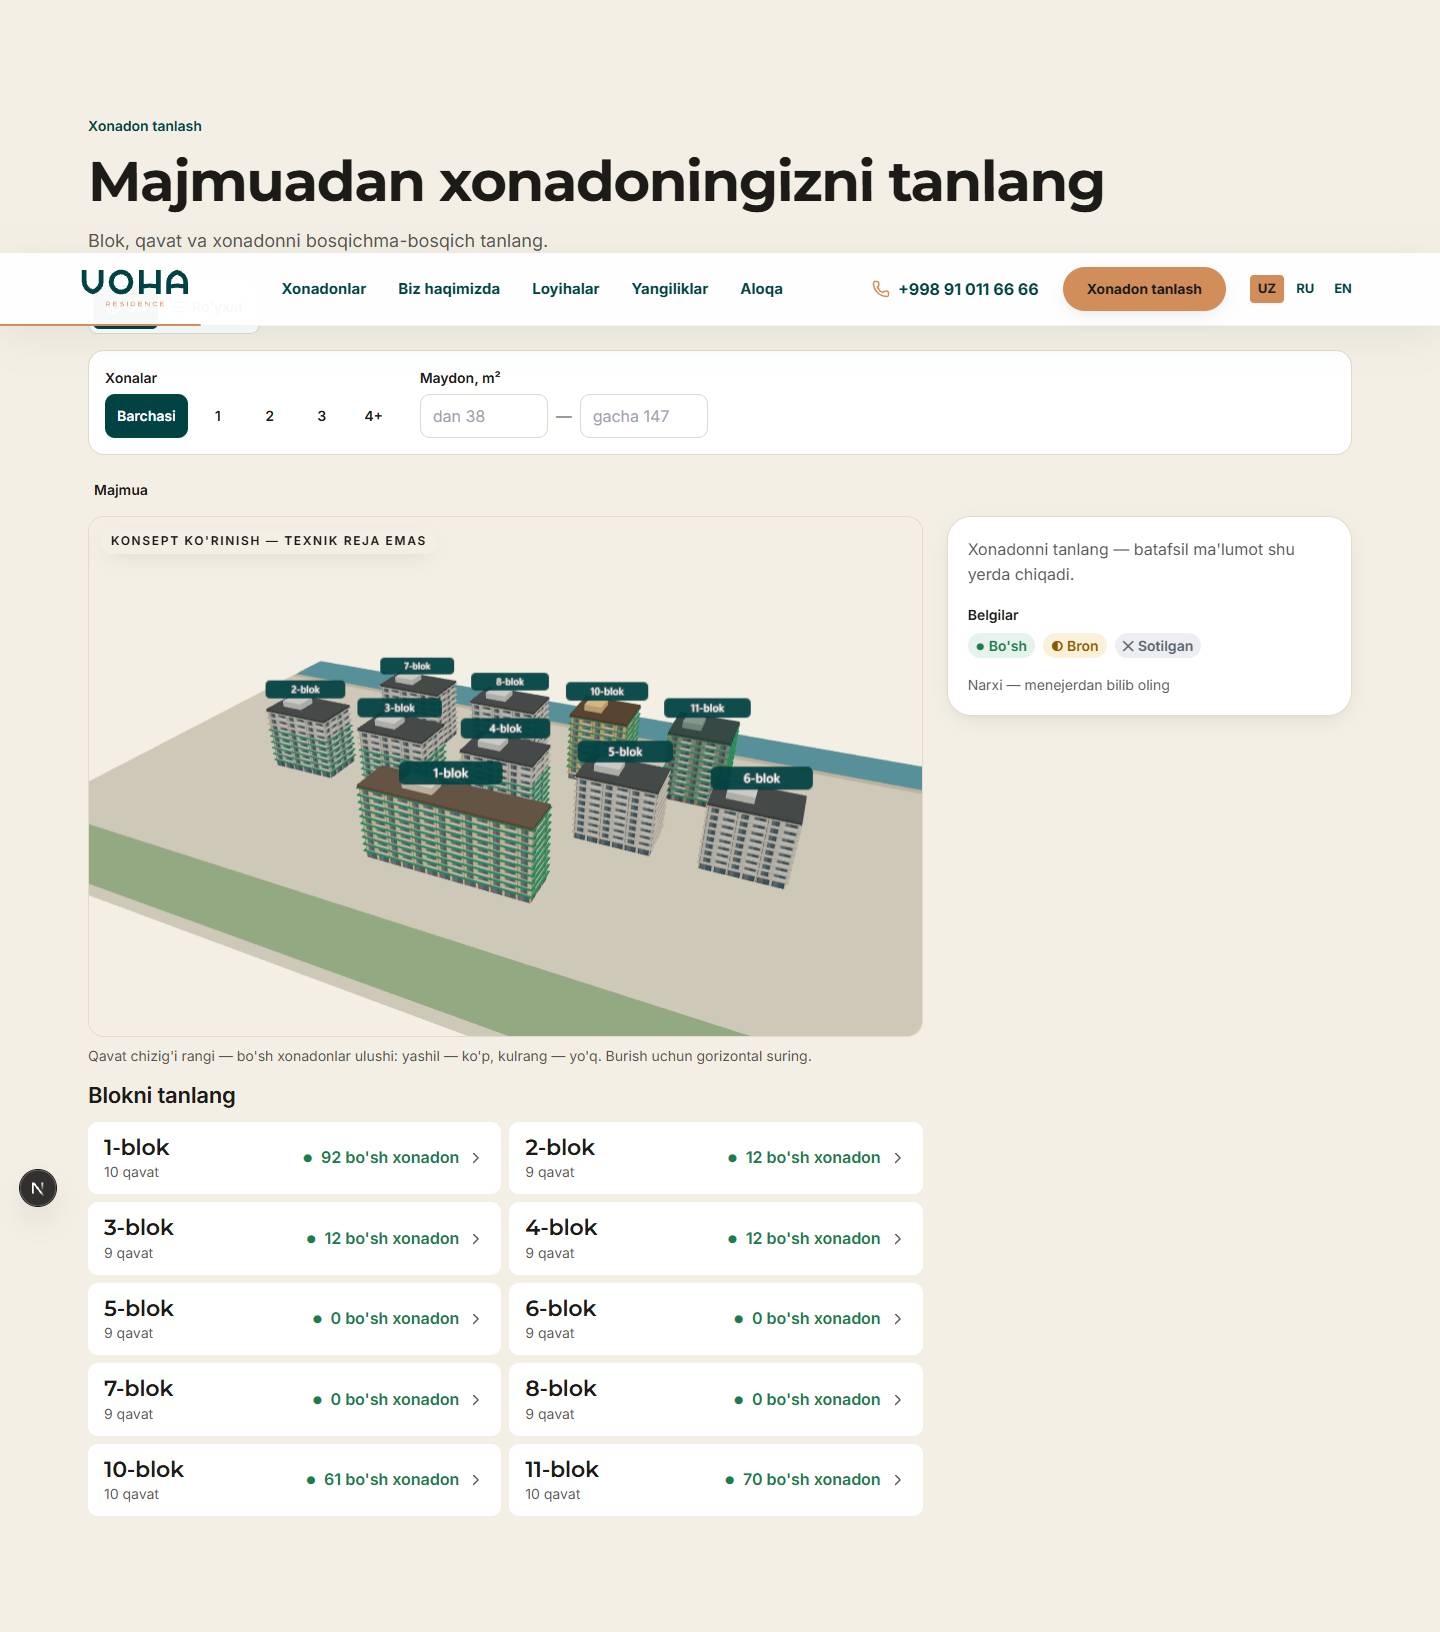 Xonadon tanlash
Majmuadan xonadoningizni tanlang
Blok, qavat va xonadonni bosqichma-bosqich tanlang.
VOHA
RESIDENCE
Xonadonlar
Biz haqimizda
Loyihalar
Yangiliklar
Aloqa
+998 91 011 66 66
Xonadon tanlash
UZ
RU
EN
Xonalar
Barchasi
1
2
3
4+
Maydon, m²
dan 38
—
gacha 147
Majmua
KONSEPT KO'RINISH — TEXNIK REJA EMAS
7-blok
2-blok
8-blok
10-blok
3-blok
11-blok
4-blok
5-blok
1-blok
6-blok
Xonadonni tanlang — batafsil ma'lumot shu
yerda chiqadi.
Belgilar
Bo'sh
Bron
Sotilgan
Narxi — menejerdan bilib oling
Qavat chizig'i rangi — bo'sh xonadonlar ulushi: yashil — ko'p, kulrang — yo'q. Burish uchun gorizontal suring.
Blokni tanlang
1-blok
10 qavat
92 bo'sh xonadon
2-blok
9 qavat
12 bo'sh xonadon
3-blok
9 qavat
12 bo'sh xonadon
4-blok
9 qavat
12 bo'sh xonadon
5-blok
9 qavat
0 bo'sh xonadon
6-blok
9 qavat
0 bo'sh xonadon
7-blok
9 qavat
0 bo'sh xonadon
8-blok
9 qavat
0 bo'sh xonadon
10-blok
10 qavat
61 bo'sh xonadon
11-blok
10 qavat
70 bo'sh xonadon
N